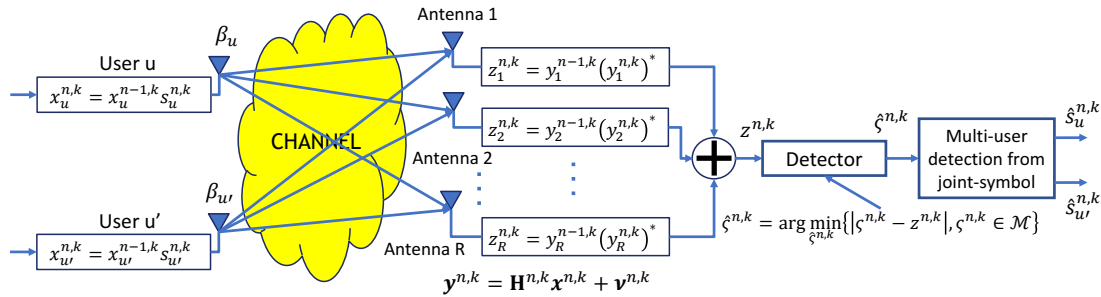 User u
x_u^{n,k} = x_u^{n-1,k} s_u^{n,k}
β_u
User u'
x_{u'}^{n,k} = x_{u'}^{n-1,k} s_{u'}^{n,k}
β_{u'}
CHANNEL
Antenna 1
z_1^{n,k} = y_1^{n-1,k} (y_1^{n,k})^*
z_2^{n,k} = y_2^{n-1,k} (y_2^{n,k})^*
Antenna 2
Antenna R
z_R^{n,k} = y_R^{n-1,k} (y_R^{n,k})^*
y^{n,k} = H^{n,k} x^{n,k} + ν^{n,k}
+
z^{n,k}
Detector
ς̂^{n,k}
ς̂^{n,k} = arg min_{ς̂^{n,k}} {|ς^{n,k} − z^{n,k}|, ς^{n,k} ∈ ℳ}
Multi-user
detection from
joint-symbol
ŝ_u^{n,k}
ŝ_{u'}^{n,k}